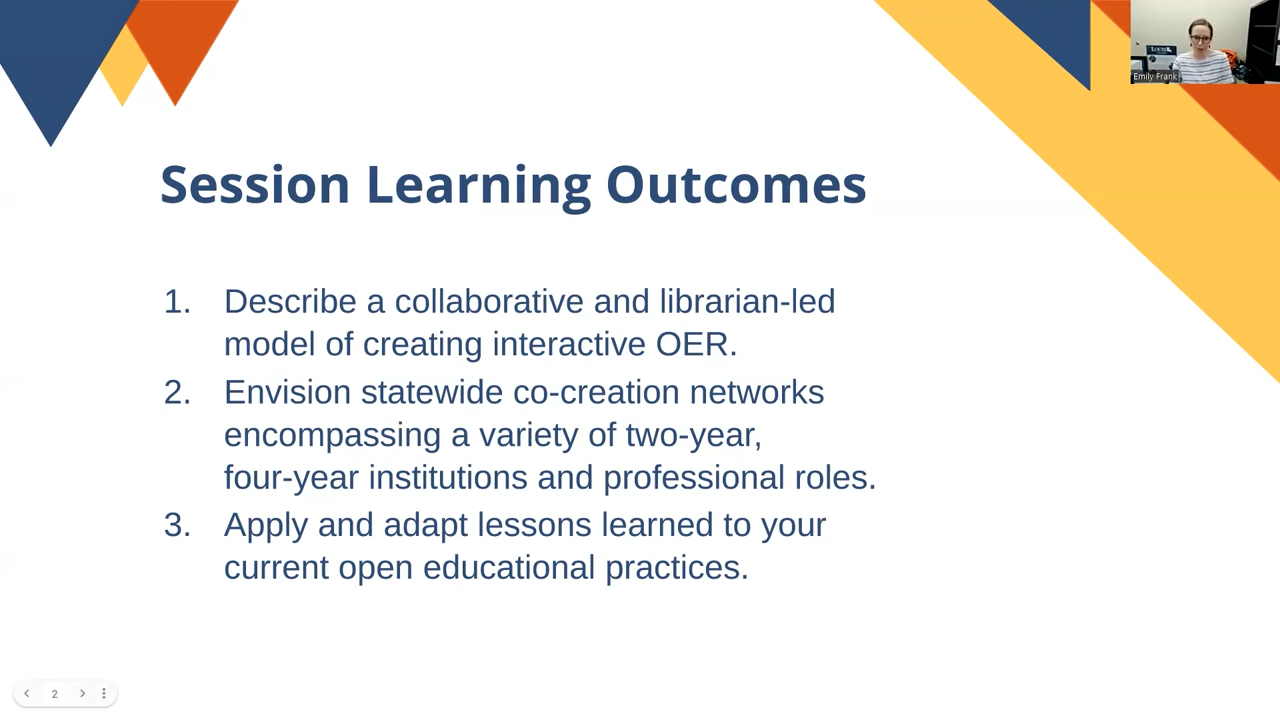 Emily Frank
Session Learning Outcomes
1. Describe a collaborative and librarian-led
model of creating interactive OER.
2. Envision statewide co-creation networks
encompassing a variety of two-year,
four-year institutions and professional roles.
3. Apply and adapt lessons learned to your
current open educational practices.
2